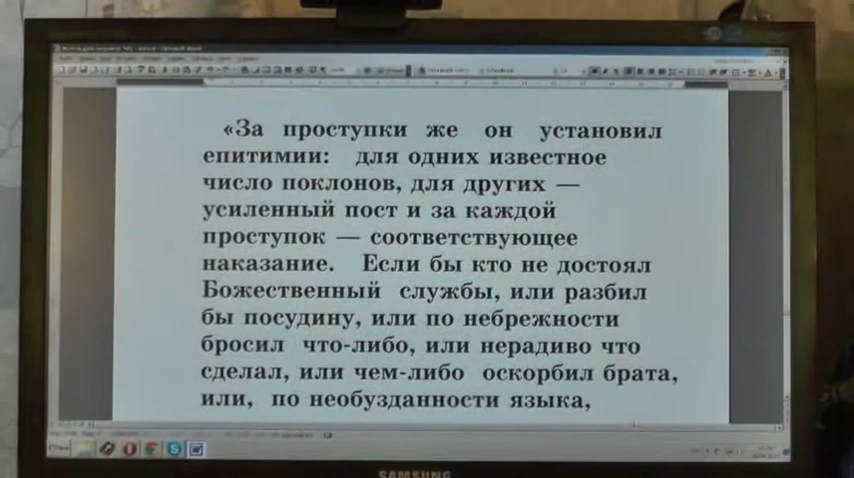 «За проступки же он установил
епитимии: для одних известное
число поклонов, для других —
усиленный пост и за каждой
проступок — соответствующее
наказание. Если бы кто не достоял
Божественный службы, или разбил
бы посудину, или по небрежности
бросил что-либо, или нерадиво что
сделал, или чем-либо оскорбил брата,
или, по необузданности языка,
SAMSUNG